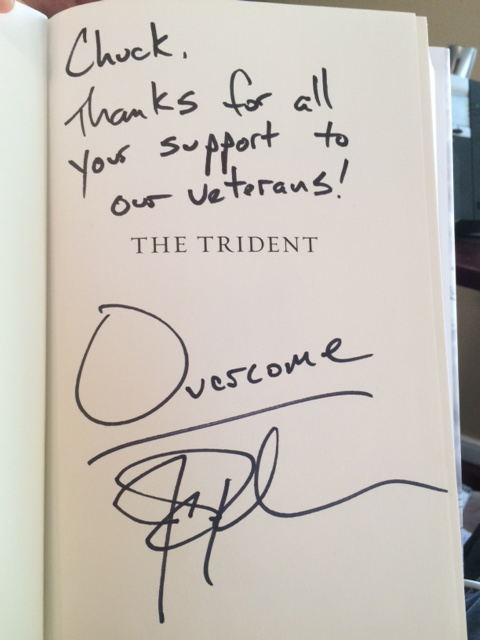 Chuck,
Thanks for all
your support to
our veterans!
THE TRIDENT
Overcome